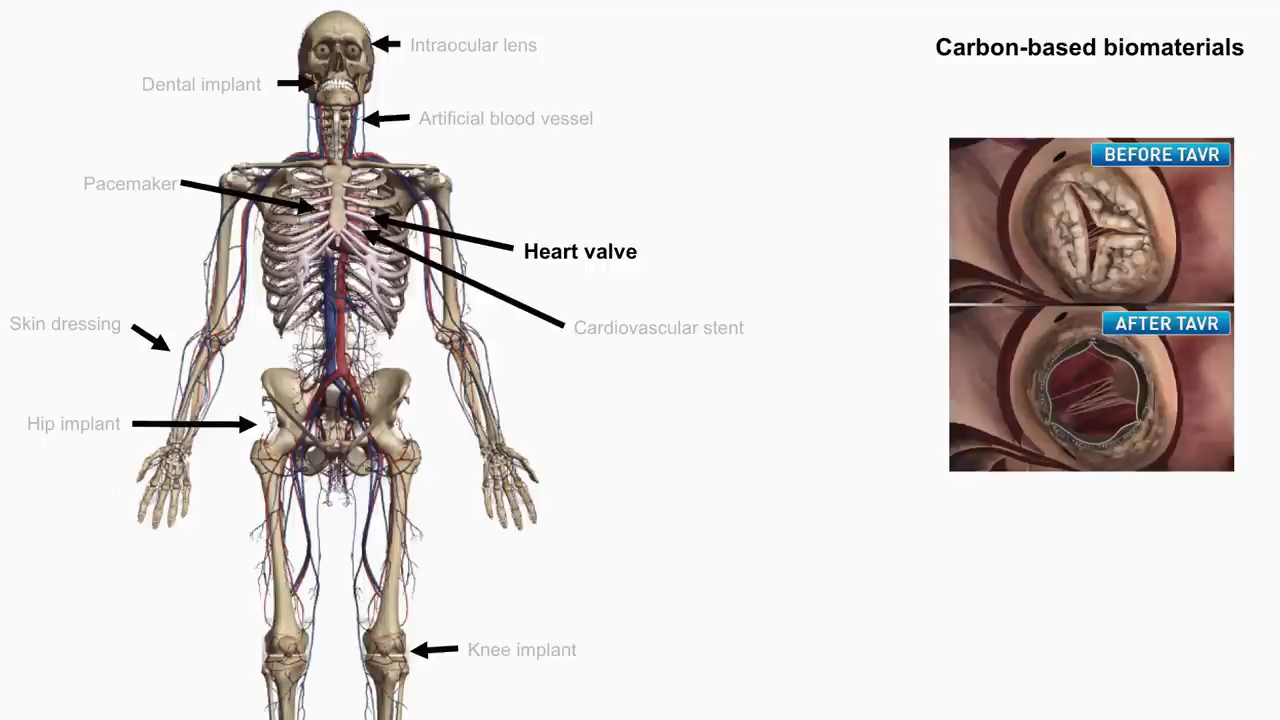 Intraocular lens
Carbon-based biomaterials
Dental implant
Artificial blood vessel
BEFORE TAVR
Pacemaker
Heart valve
Skin dressing
Cardiovascular stent
AFTER TAVR
Hip implant
Knee implant